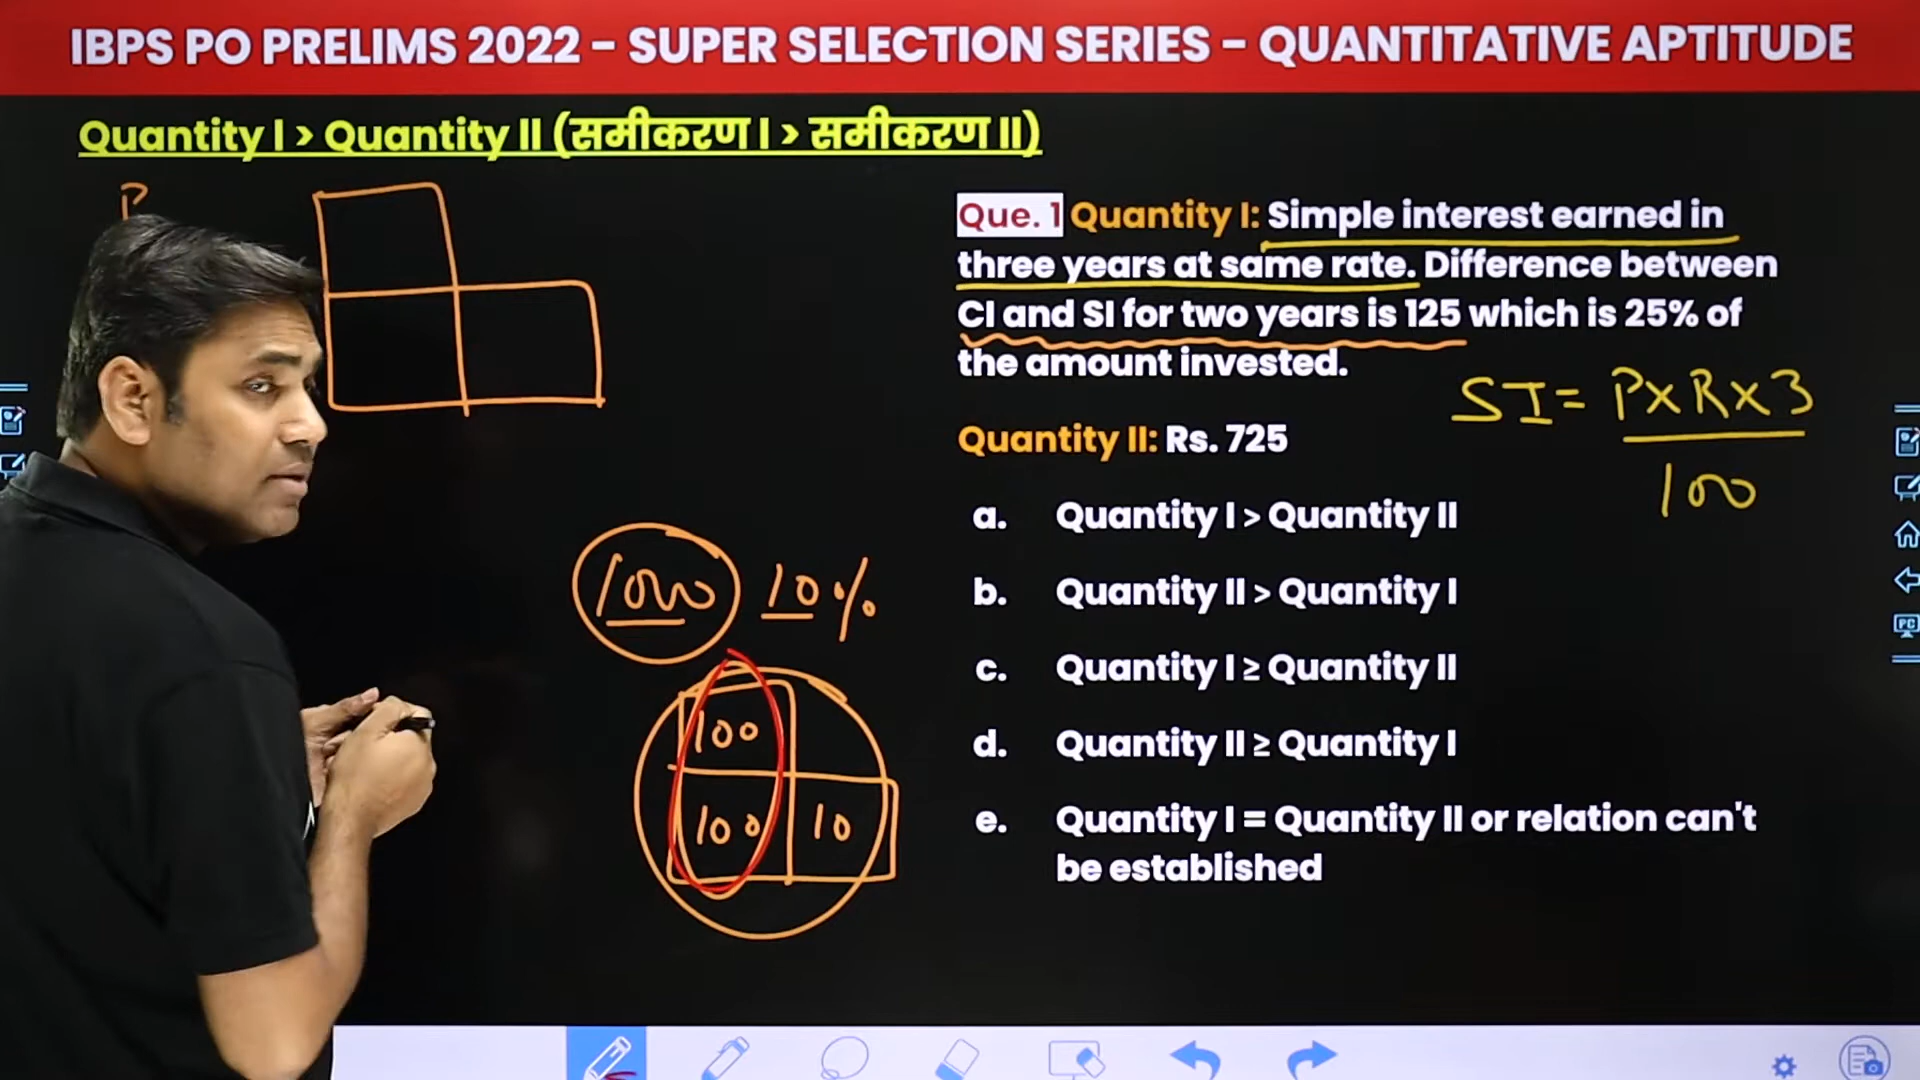 IBPS PO PRELIMS 2022 – SUPER SELECTION SERIES – QUANTITATIVE APTITUDE
Quantity I > Quantity II (समीकरण I > समीकरण II)
P
Que. 1 Quantity I: Simple interest earned in
three years at same rate. Difference between
CI and SI for two years is 125 which is 25% of
the amount invested.
SI = P×R×3
100
Quantity II: Rs. 725
a. Quantity I > Quantity II
b. Quantity II > Quantity I
c. Quantity I ≥ Quantity II
d. Quantity II ≥ Quantity I
e. Quantity I = Quantity II or relation can't
be established
1000 10%
100
100 10
PC